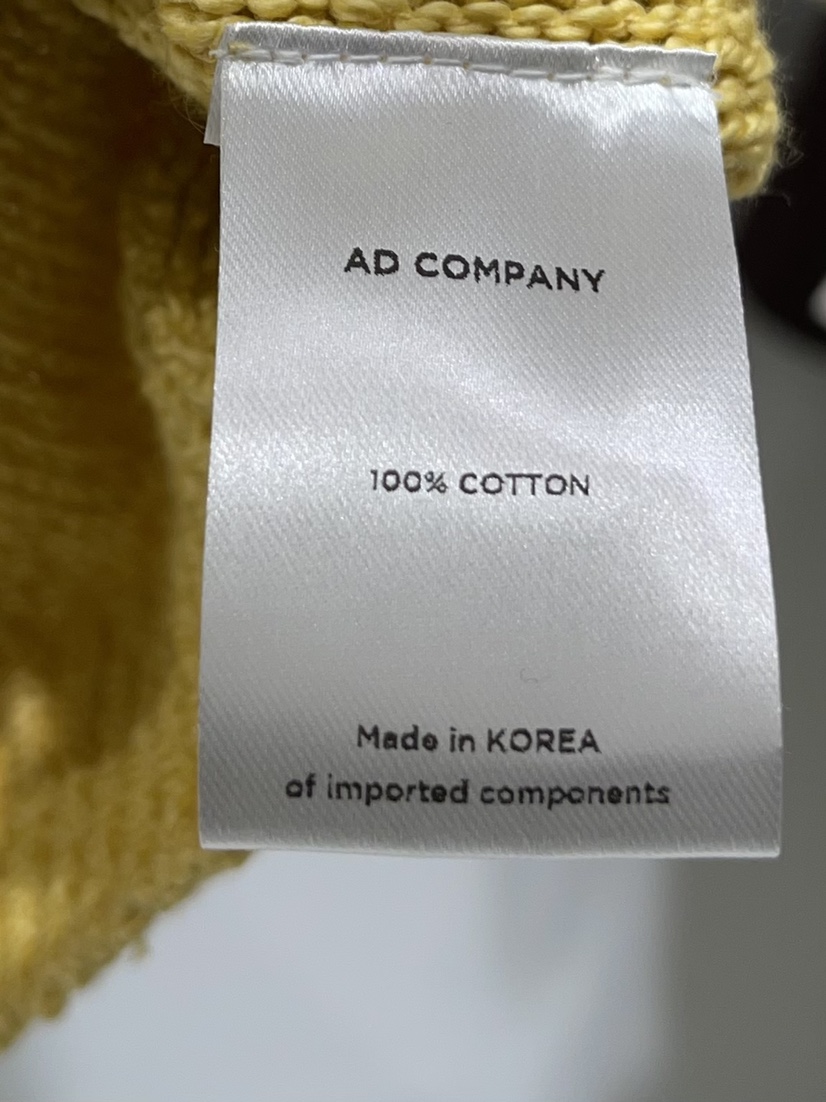 AD COMPANY
100% COTTON
Made in KOREA
of imported components